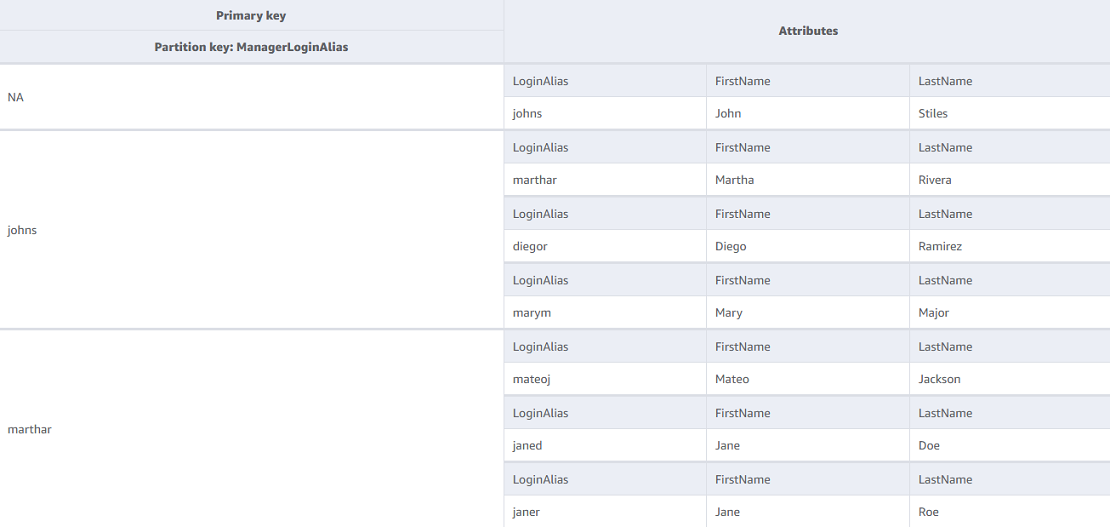 Primary key
Attributes
Partition key: ManagerLoginAlias
NA
LoginAlias FirstName LastName
johns John Stiles
johns
LoginAlias FirstName LastName
marthar Martha Rivera
LoginAlias FirstName LastName
diegor Diego Ramirez
LoginAlias FirstName LastName
marym Mary Major
marthar
LoginAlias FirstName LastName
mateoj Mateo Jackson
LoginAlias FirstName LastName
janed Jane Doe
LoginAlias FirstName LastName
janer Jane Roe